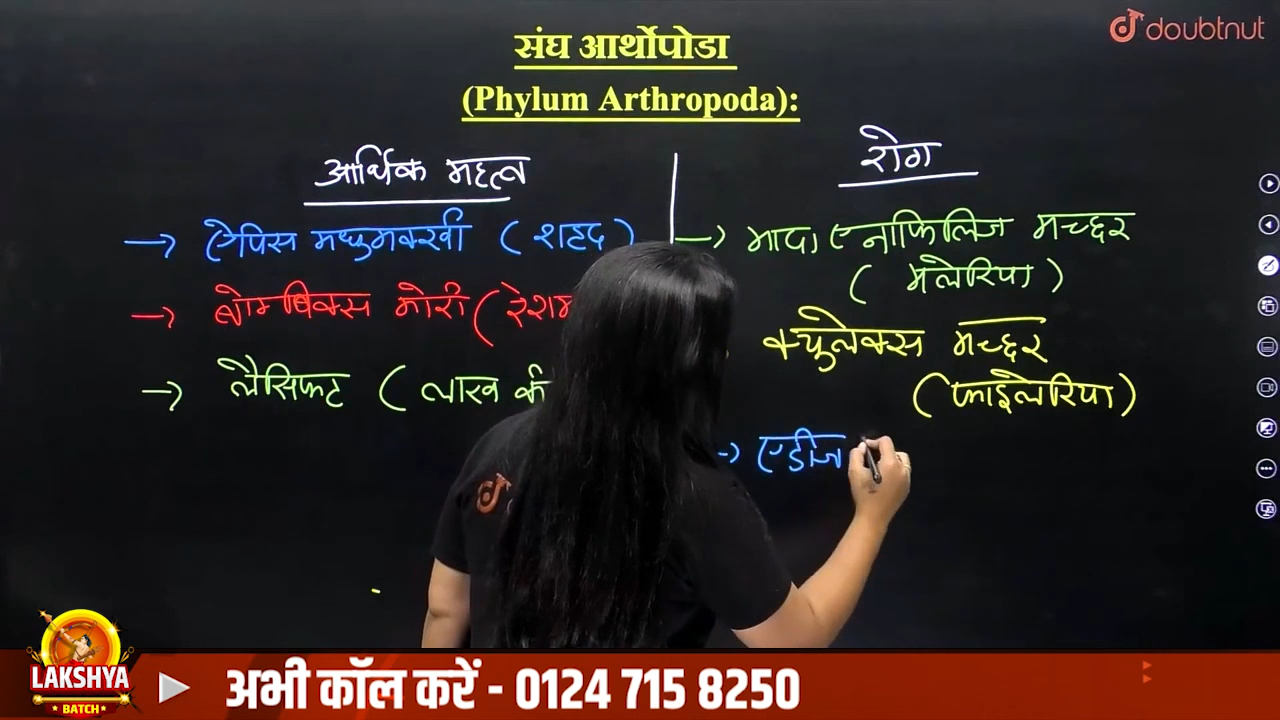 doubtnut
संघ आर्थोपोडा
(Phylum Arthropoda):
आर्थिक महत्व
→ ऐपिस मधुमक्खी (शहद)
→ बोम्बिक्स मोरी (रेशम
→ लैसिफर (लाख की
रोग
→ मादा एनाफिलिज मच्छर
(मलेरिया)
क्युलेक्स मच्छर
(फाइलेरिया)
→ एडीज
LAKSHYA
BATCH
अभी कॉल करें - 0124 715 8250